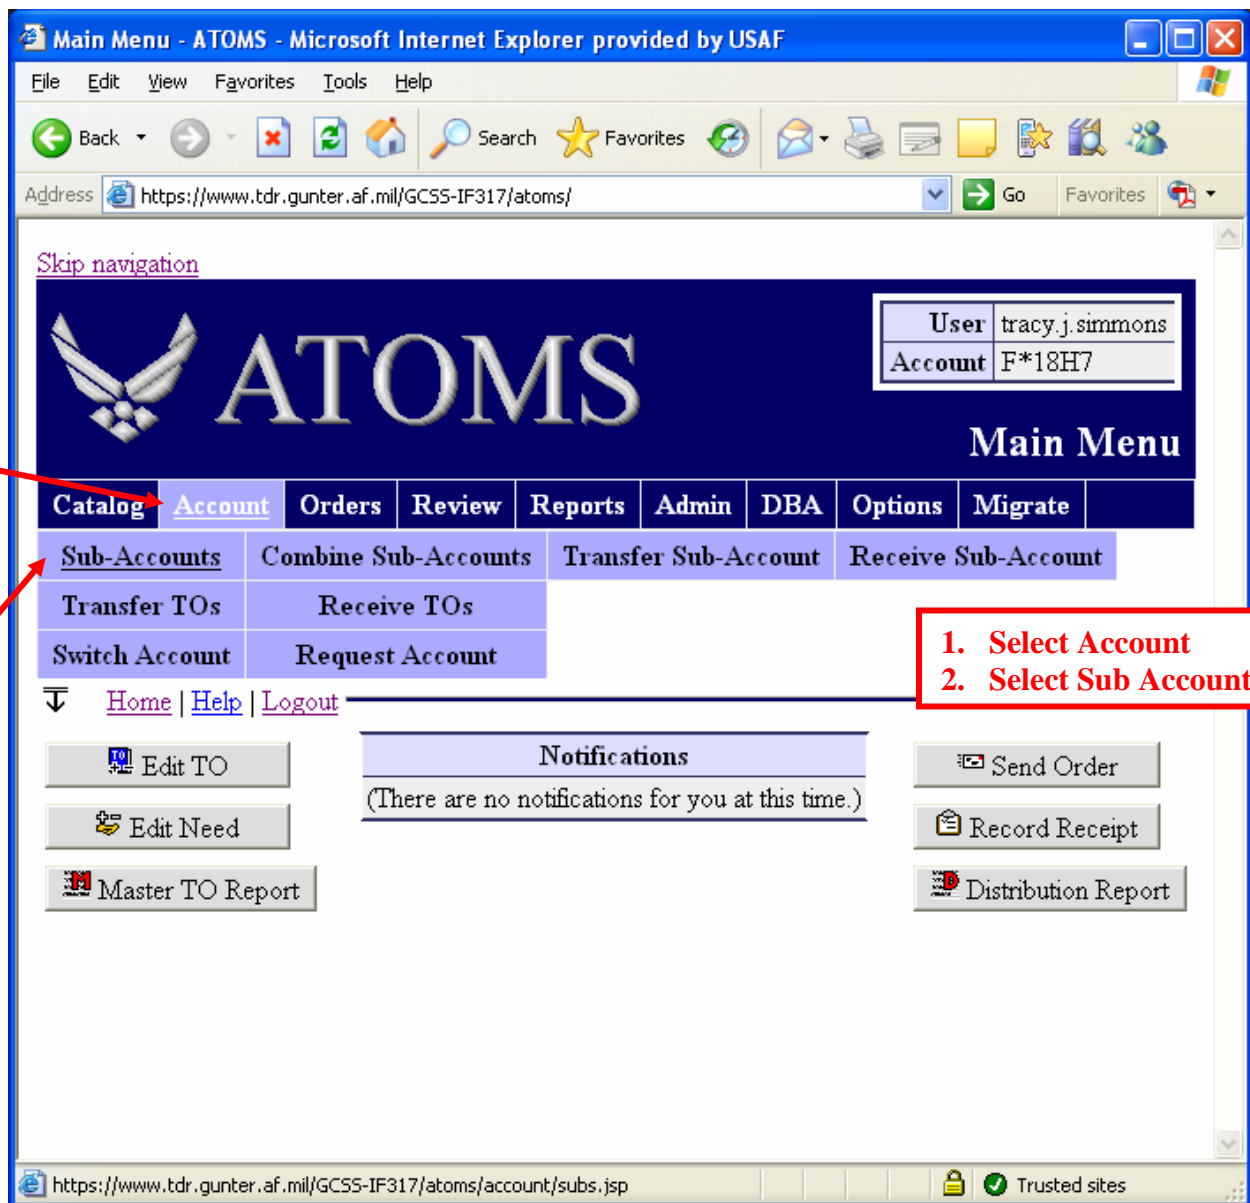 Main Menu - ATOMS - Microsoft Internet Explorer provided by USAF
File Edit View Favorites Tools Help
Back Search Favorites
Address https://www.tdr.gunter.af.mil/GCSS-IF317/atoms/ Go Favorites
Skip navigation
ATOMS
User tracy.j.simmons
Account F*18H7
Main Menu
Catalog Account Orders Review Reports Admin DBA Options Migrate
Sub-Accounts Combine Sub-Accounts Transfer Sub-Account Receive Sub-Account
Transfer TOs Receive TOs
Switch Account Request Account
1. Select Account
2. Select Sub Account
Home | Help | Logout
Edit TO
Edit Need
Master TO Report
Notifications
(There are no notifications for you at this time.)
Send Order
Record Receipt
Distribution Report
https://www.tdr.gunter.af.mil/GCSS-IF317/atoms/account/subs.jsp Trusted sites